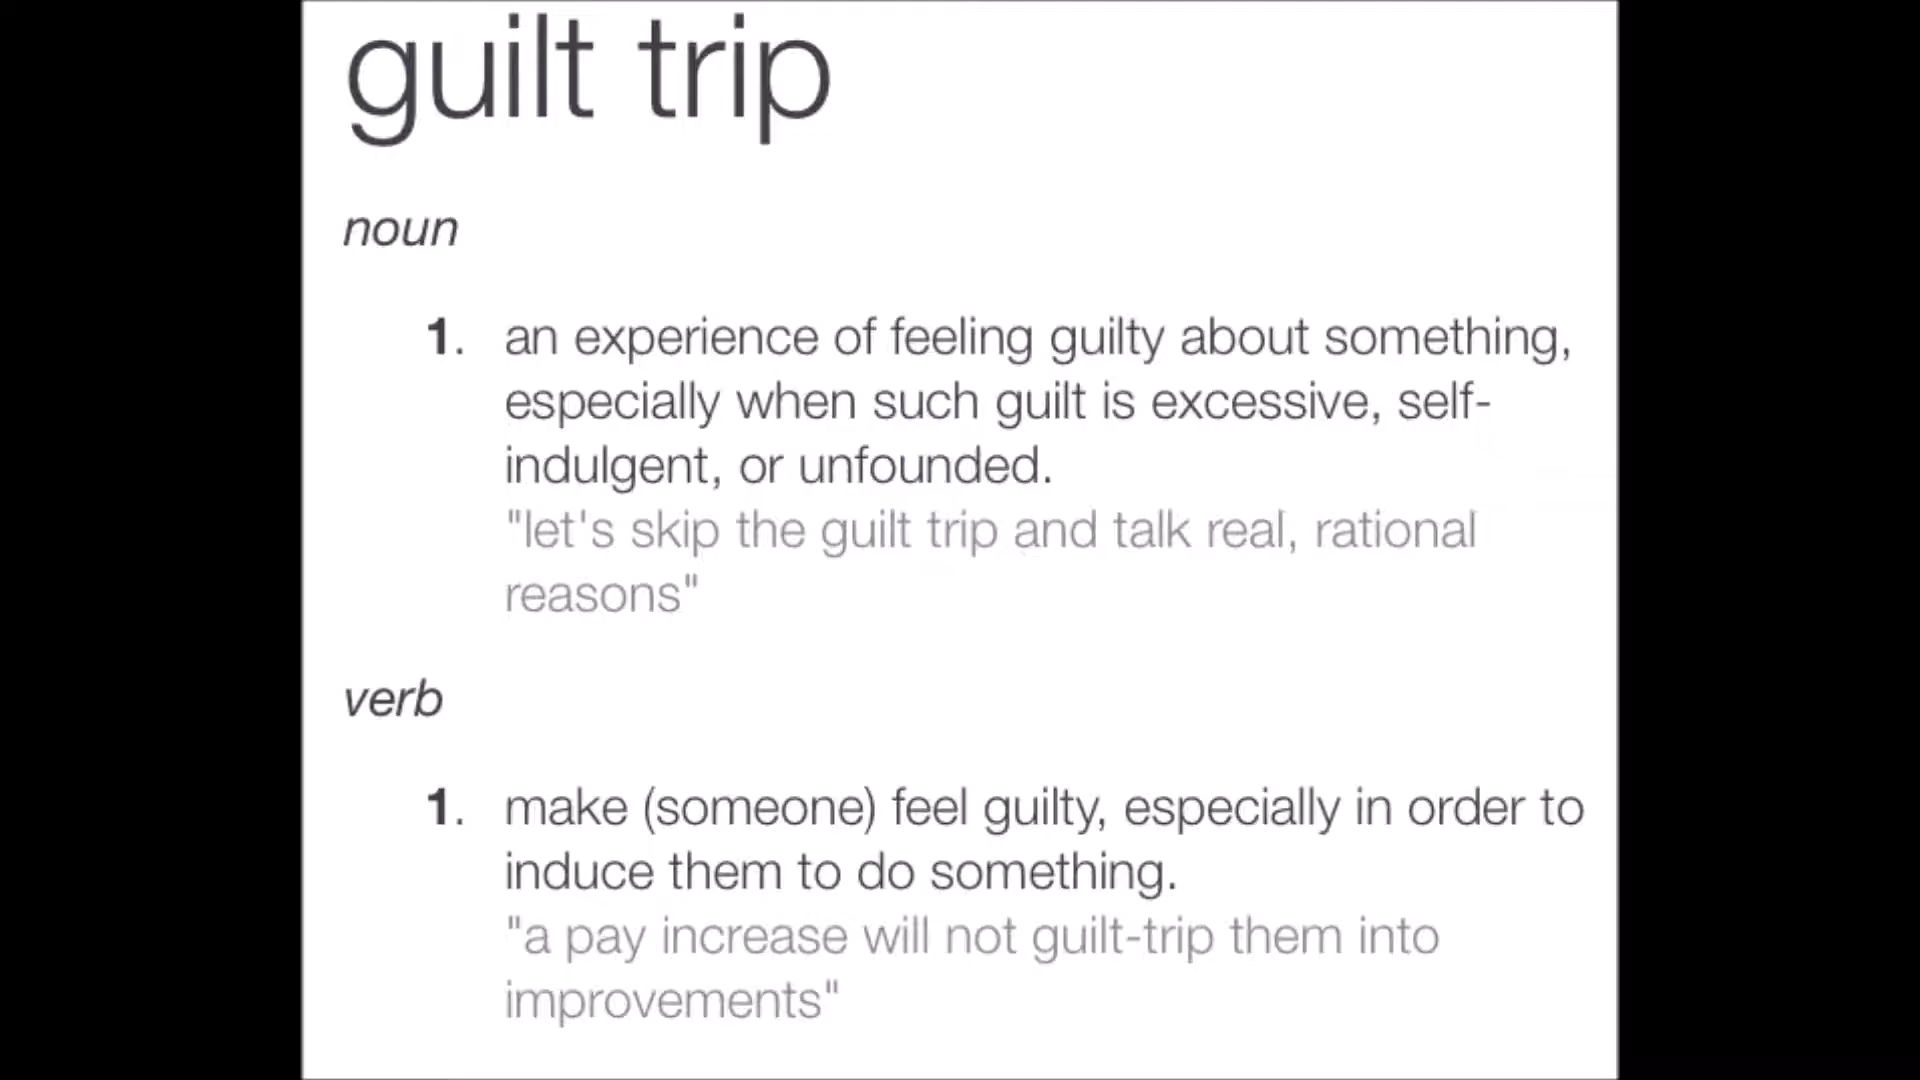 guilt trip
noun
1. an experience of feeling guilty about something,
especially when such guilt is excessive, self-
indulgent, or unfounded.
"let's skip the guilt trip and talk real, rational
reasons"
verb
1. make (someone) feel guilty, especially in order to
induce them to do something.
"a pay increase will not guilt-trip them into
improvements"